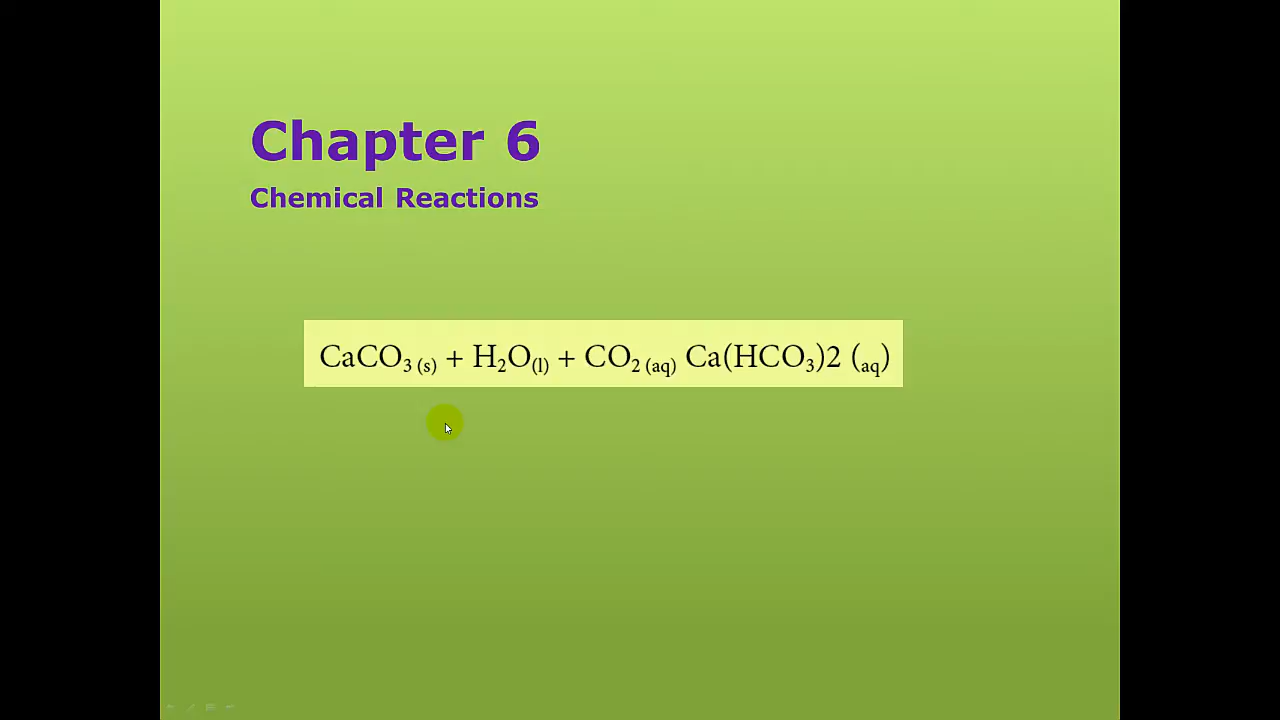 Chapter 6
Chemical Reactions
CaCO₃ (s) + H₂O(l) + CO₂ (aq) Ca(HCO₃)2 (aq)